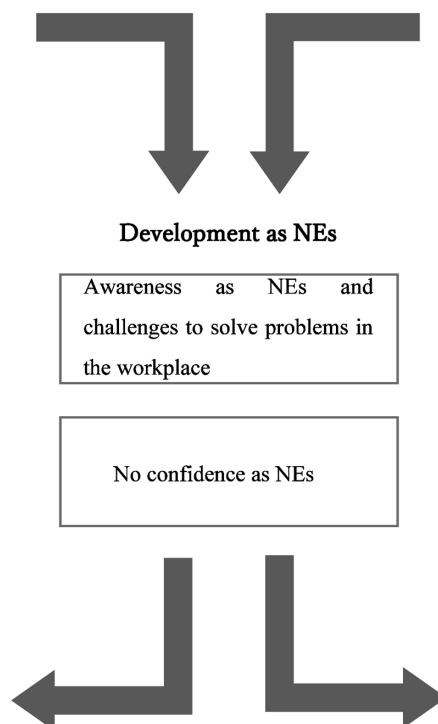 Development as NEs
Awareness as NEs and
challenges to solve problems in
the workplace
No confidence as NEs